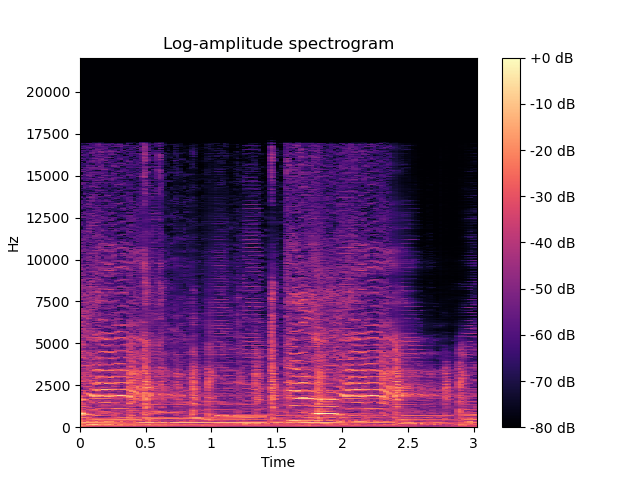 Log-amplitude spectrogram
Hz
20000
17500
15000
12500
10000
7500
5000
2500
0
0 0.5 1 1.5 2 2.5 3
Time
+0 dB
-10 dB
-20 dB
-30 dB
-40 dB
-50 dB
-60 dB
-70 dB
-80 dB